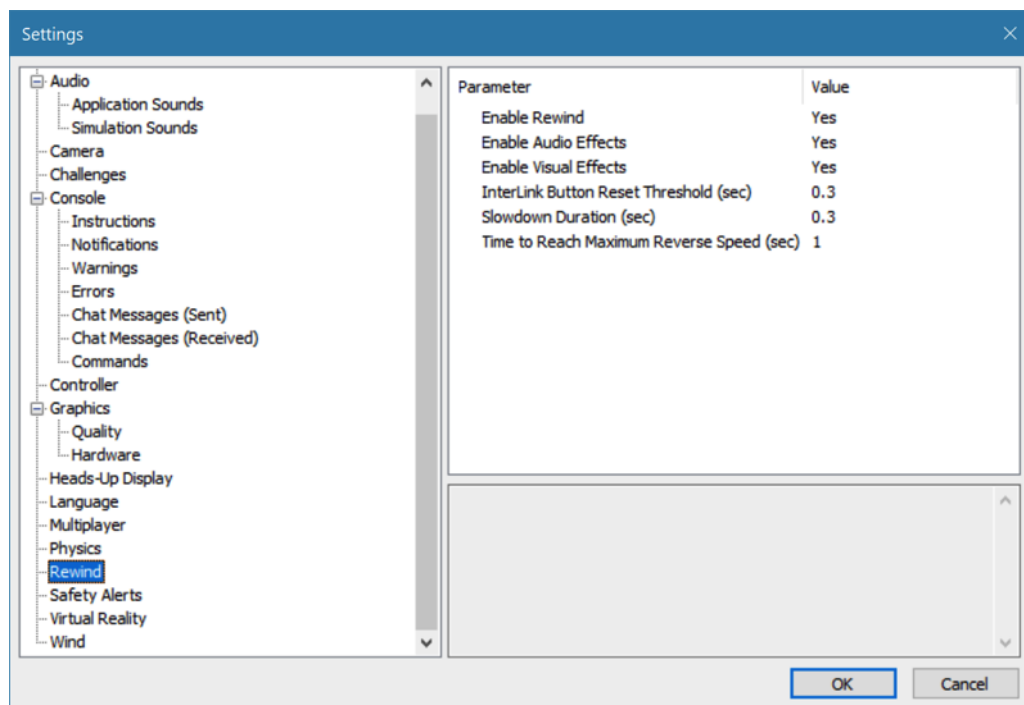 Settings
Audio
Application Sounds
Simulation Sounds
Camera
Challenges
Console
Instructions
Notifications
Warnings
Errors
Chat Messages (Sent)
Chat Messages (Received)
Commands
Controller
Graphics
Quality
Hardware
Heads-Up Display
Language
Multiplayer
Physics
Rewind
Safety Alerts
Virtual Reality
Wind
Parameter Value
Enable Rewind Yes
Enable Audio Effects Yes
Enable Visual Effects Yes
InterLink Button Reset Threshold (sec) 0.3
Slowdown Duration (sec) 0.3
Time to Reach Maximum Reverse Speed (sec) 1
OK Cancel